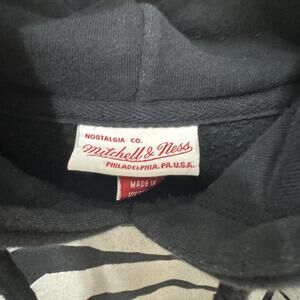 NOSTALGIA CO.
Mitchell & Ness
PHILADELPHIA, PA. U.S.A.
MADE IN